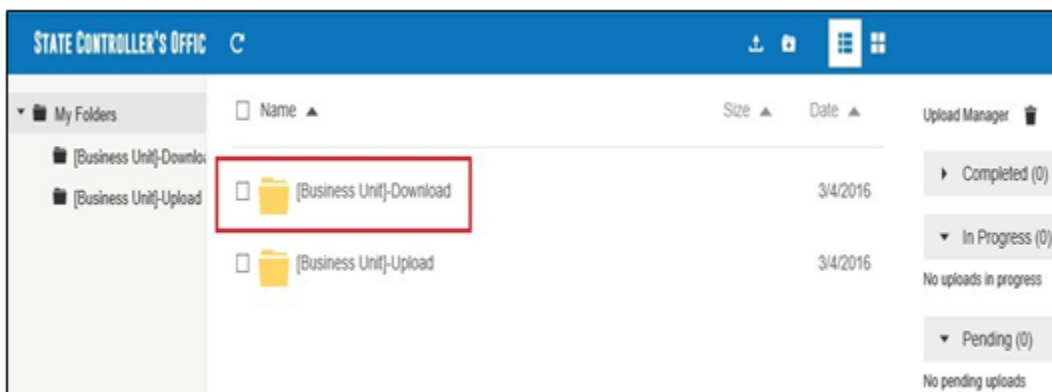 STATE CONTROLLER'S OFFIC
My Folders
[Business Unit]-Downloa
[Business Unit]-Upload
Name
Size
Date
[Business Unit]-Download
3/4/2016
[Business Unit]-Upload
3/4/2016
Upload Manager
Completed (0)
In Progress (0)
No uploads in progress
Pending (0)
No pending uploads